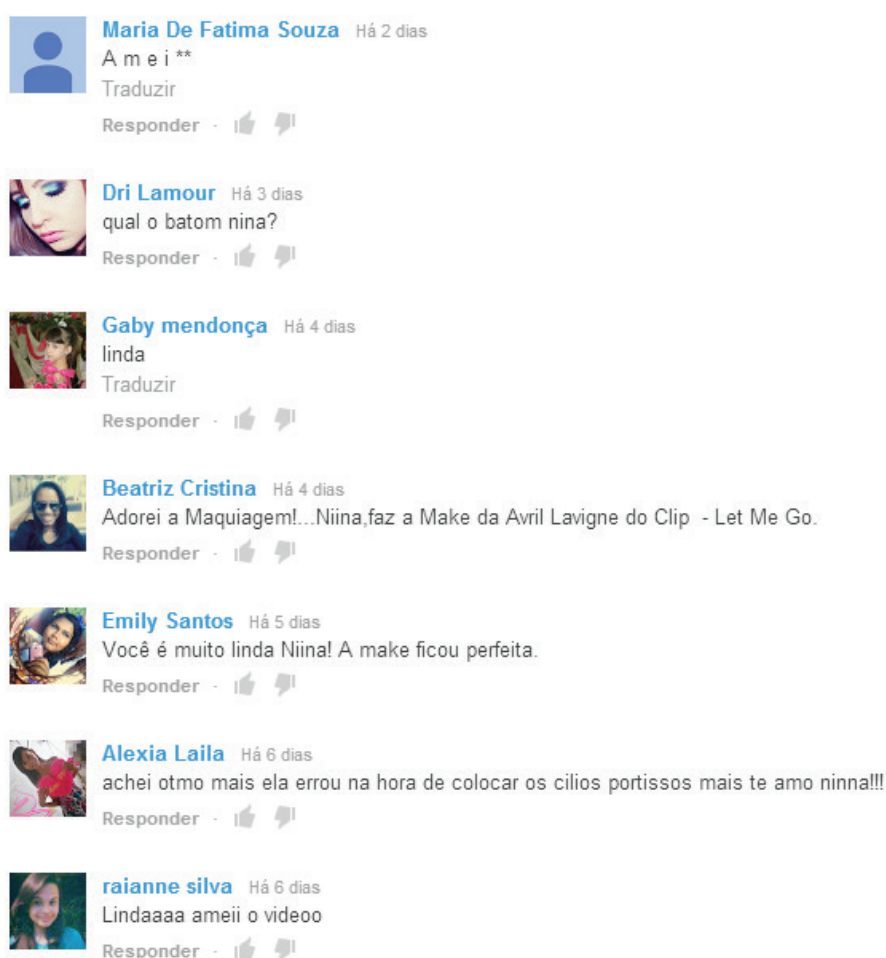 Maria De Fatima Souza Há 2 dias
A m e i **
Traduzir
Responder ·
Dri Lamour Há 3 dias
qual o batom nina?
Responder ·
Gaby mendonça Há 4 dias
linda
Traduzir
Responder ·
Beatriz Cristina Há 4 dias
Adorei a Maquiagem!...Niina,faz a Make da Avril Lavigne do Clip - Let Me Go.
Responder ·
Emily Santos Há 5 dias
Você é muito linda Niina! A make ficou perfeita.
Responder ·
Alexia Laila Há 6 dias
achei otmo mais ela errou na hora de colocar os cilios portissos mais te amo ninna!!!
Responder ·
raianne silva Há 6 dias
Lindaaaa ameii o videoo
Responder ·